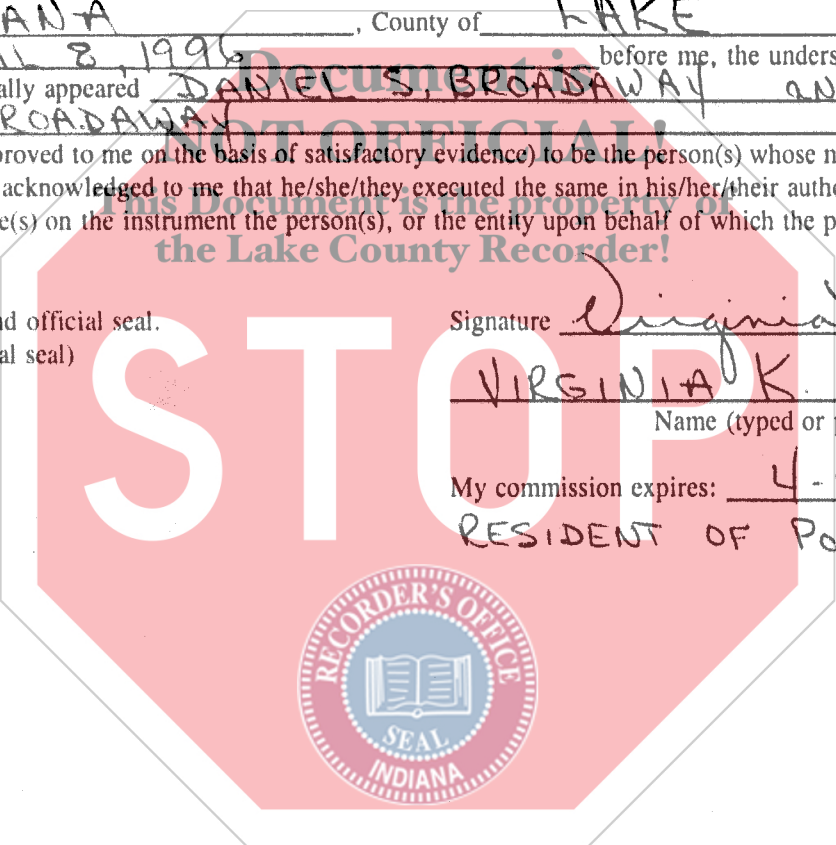 ANA, County of LAKE
IL 8, 1996 before me, the unders
ally appeared DANIEL S. BROADAWAY an
ROADAWAY
proved to me on the basis of satisfactory evidence) to be the person(s) whose n
acknowledged to me that he/she/they executed the same in his/her/their autho
e(s) on the instrument the person(s), or the entity upon behalf of which the p
Document is
NOT OFFICIAL!
This Document is the property of
the Lake County Recorder!
nd official seal.
al seal)
Signature Virginia
VIRGINIA K.
Name (typed or p
My commission expires: 4-
RESIDENT OF Po
STOP
RECORDER'S OFFICE
SEAL
INDIANA